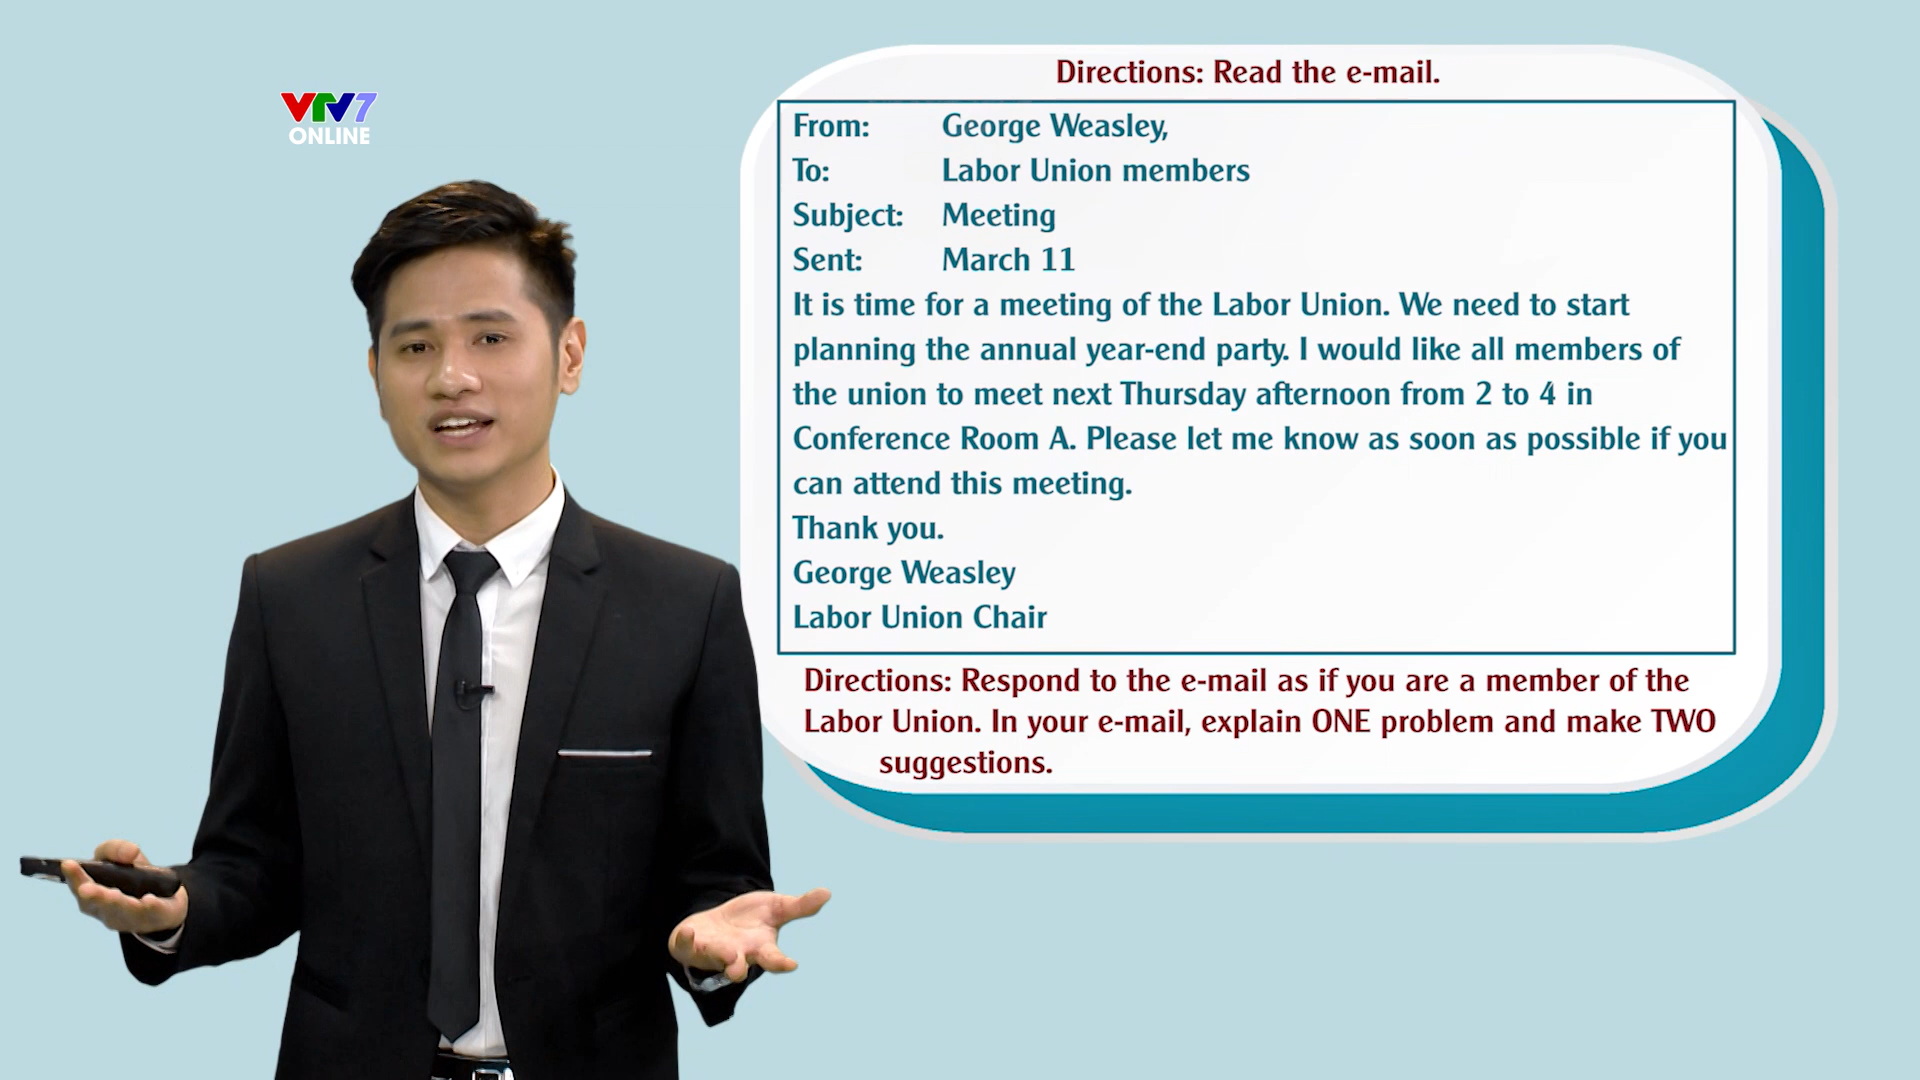 VTV7
ONLINE
Directions: Read the e-mail.
From: George Weasley,
To: Labor Union members
Subject: Meeting
Sent: March 11
It is time for a meeting of the Labor Union. We need to start
planning the annual year-end party. I would like all members of
the union to meet next Thursday afternoon from 2 to 4 in
Conference Room A. Please let me know as soon as possible if you
can attend this meeting.
Thank you.
George Weasley
Labor Union Chair
Directions: Respond to the e-mail as if you are a member of the
Labor Union. In your e-mail, explain ONE problem and make TWO
suggestions.